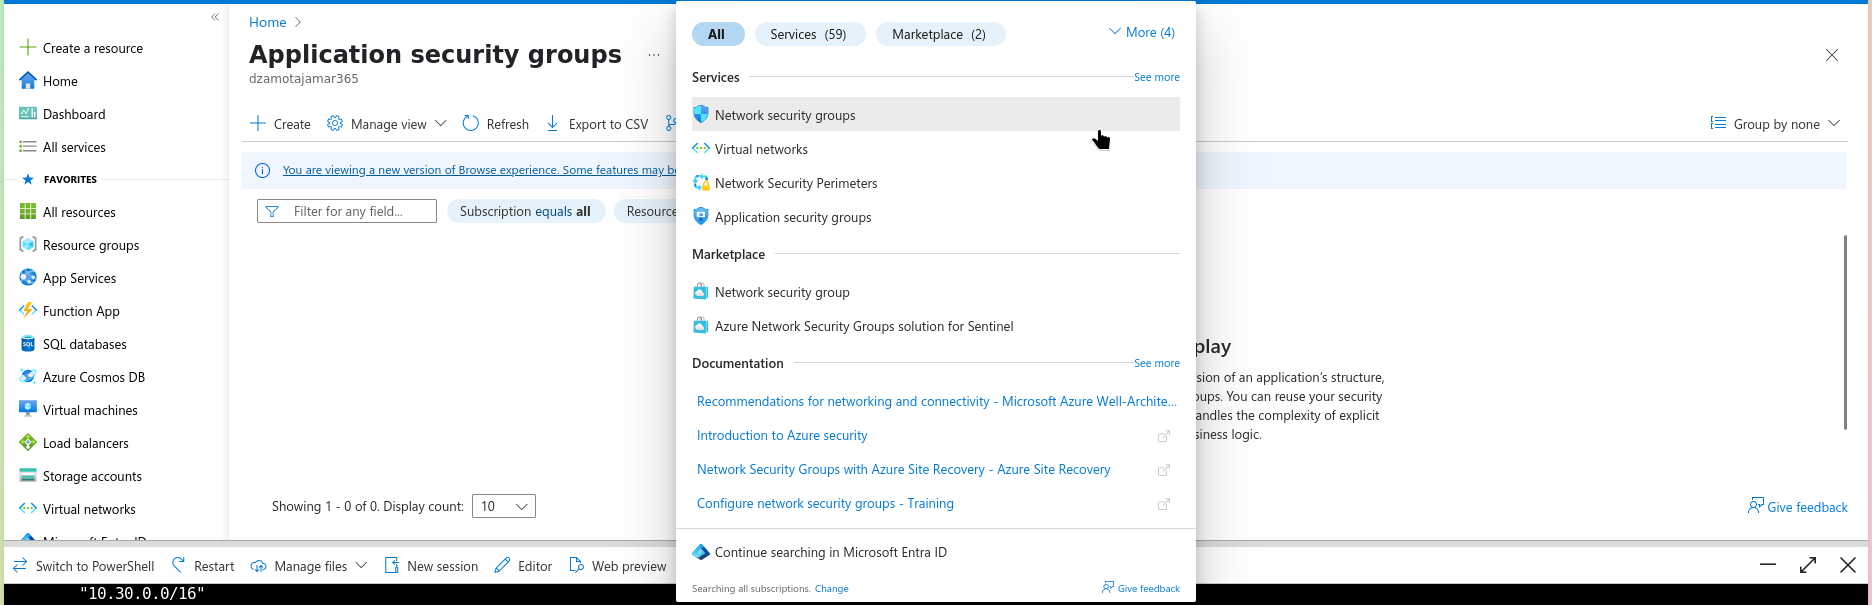 «
Create a resource
Home
Dashboard
All services
FAVORITES
All resources
Resource groups
App Services
Function App
SQL databases
Azure Cosmos DB
Virtual machines
Load balancers
Storage accounts
Virtual networks
Microsoft Entra ID
Home >
Application security groups ...
dzamotajamar365
+ Create Manage view Refresh Export to CSV
Group by none
You are viewing a new version of Browse experience. Some features may be
Filter for any field... Subscription equals all Resource
play
sion of an application's structure,
oups. You can reuse your security
andles the complexity of explicit
siness logic.
Showing 1 - 0 of 0. Display count: 10
Give feedback
All Services (59) Marketplace (2) More (4)
Services See more
Network security groups
Virtual networks
Network Security Perimeters
Application security groups
Marketplace
Network security group
Azure Network Security Groups solution for Sentinel
Documentation See more
Recommendations for networking and connectivity - Microsoft Azure Well-Archite...
Introduction to Azure security
Network Security Groups with Azure Site Recovery - Azure Site Recovery
Configure network security groups - Training
Continue searching in Microsoft Entra ID
Searching all subscriptions. Change Give feedback
Switch to PowerShell Restart Manage files New session Editor Web preview
"10.30.0.0/16"